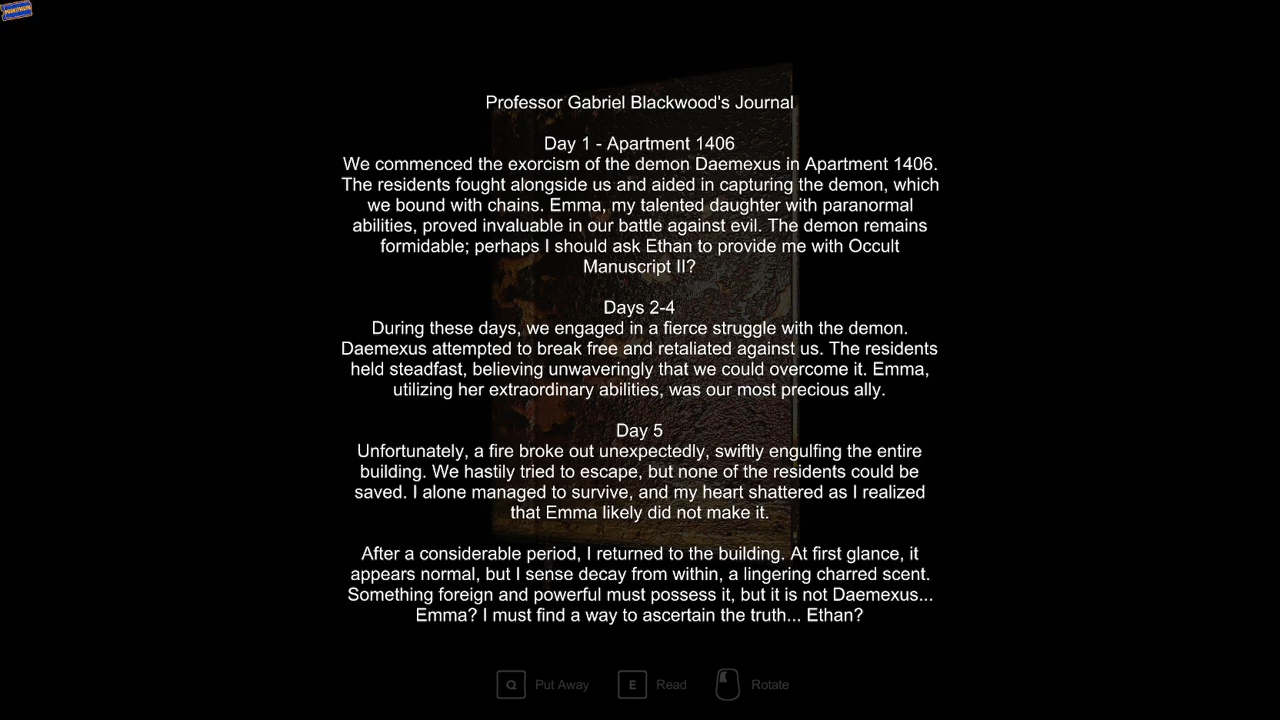 Professor Gabriel Blackwood's Journal
Day 1 - Apartment 1406
We commenced the exorcism of the demon Daemexus in Apartment 1406.
The residents fought alongside us and aided in capturing the demon, which
we bound with chains. Emma, my talented daughter with paranormal
abilities, proved invaluable in our battle against evil. The demon remains
formidable; perhaps I should ask Ethan to provide me with Occult
Manuscript II?
Days 2-4
During these days, we engaged in a fierce struggle with the demon.
Daemexus attempted to break free and retaliated against us. The residents
held steadfast, believing unwaveringly that we could overcome it. Emma,
utilizing her extraordinary abilities, was our most precious ally.
Day 5
Unfortunately, a fire broke out unexpectedly, swiftly engulfing the entire
building. We hastily tried to escape, but none of the residents could be
saved. I alone managed to survive, and my heart shattered as I realized
that Emma likely did not make it.
After a considerable period, I returned to the building. At first glance, it
appears normal, but I sense decay from within, a lingering charred scent.
Something foreign and powerful must possess it, but it is not Daemexus...
Emma? I must find a way to ascertain the truth... Ethan?
Q Put Away E Read Rotate